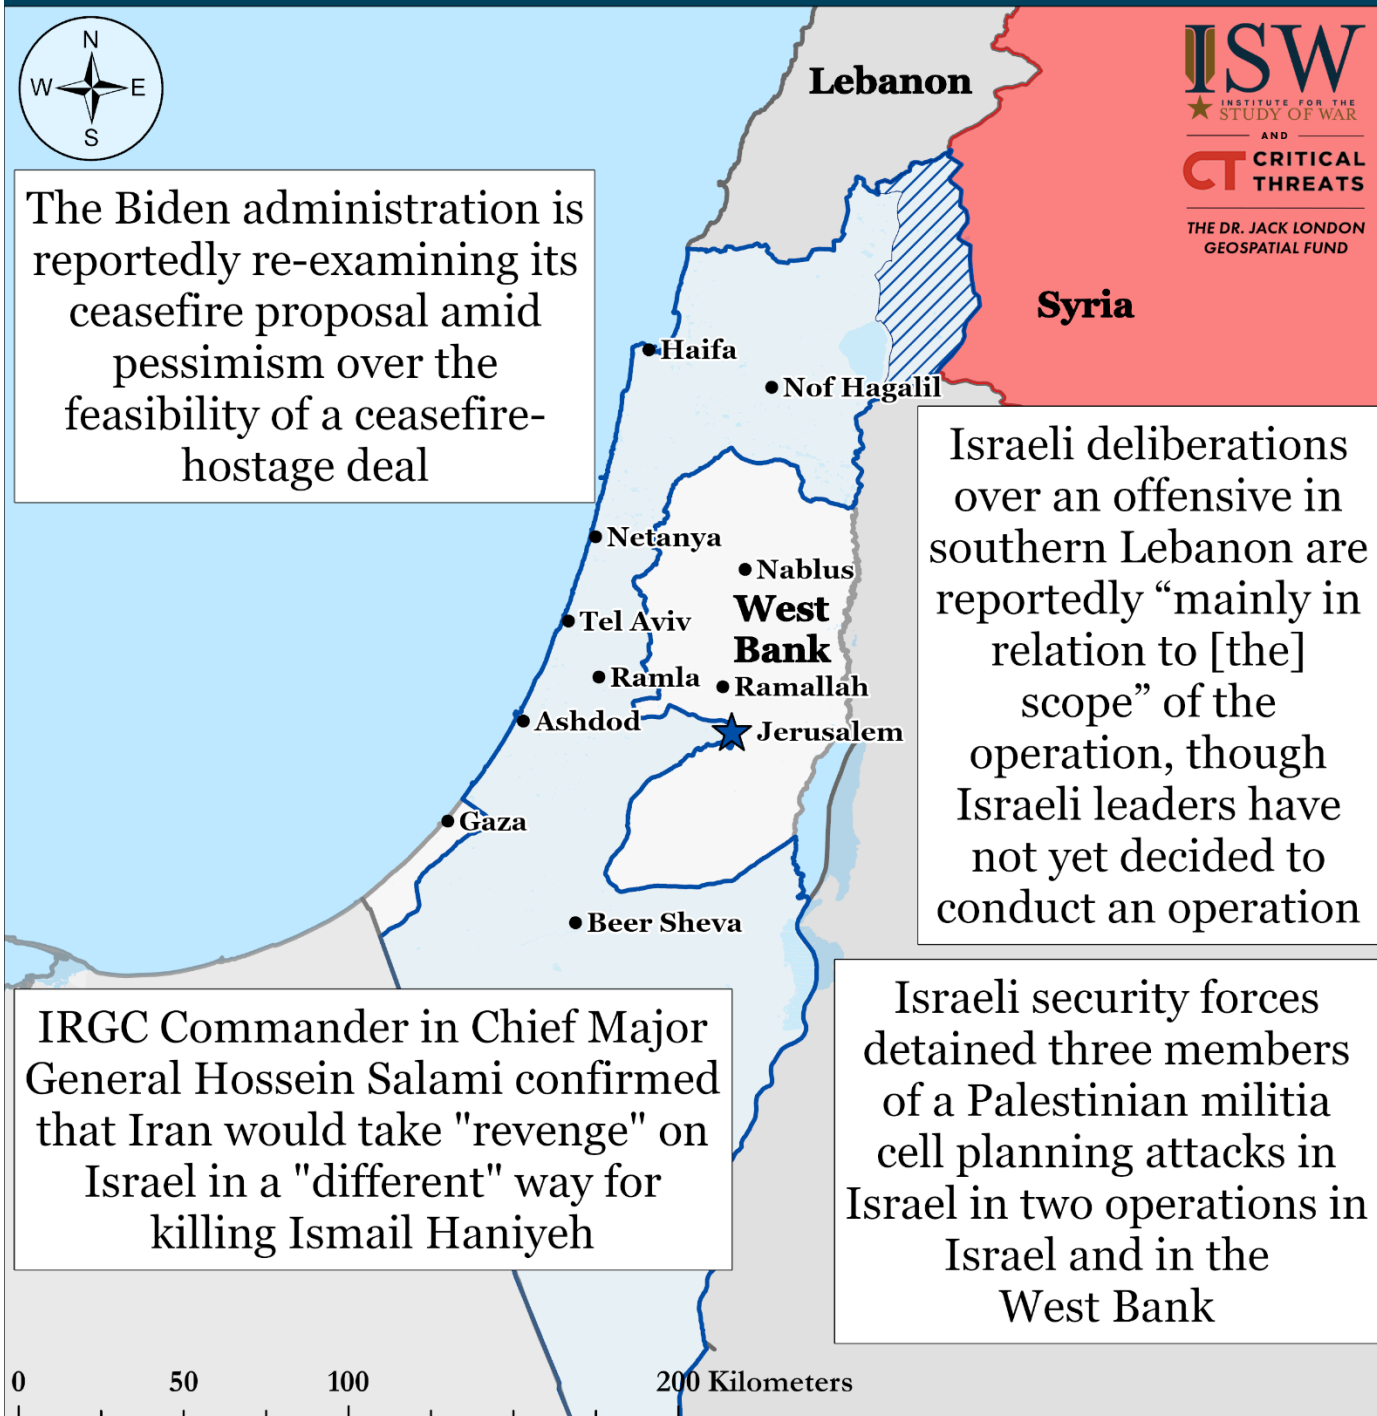 N
W E
S
Lebanon
ISW
INSTITUTE FOR THE
STUDY OF WAR
AND
CT CRITICAL
THREATS
THE DR. JACK LONDON
GEOSPATIAL FUND
The Biden administration is
reportedly re-examining its
ceasefire proposal amid
pessimism over the
feasibility of a ceasefire-
hostage deal
Syria
Haifa
Nof Hagalil
Israeli deliberations
over an offensive in
southern Lebanon are
reportedly “mainly in
relation to [the]
scope” of the
operation, though
Israeli leaders have
not yet decided to
conduct an operation
Netanya
Nablus
West
Bank
Tel Aviv
Ramla
Ramallah
Ashdod
Jerusalem
Gaza
Beer Sheva
IRGC Commander in Chief Major
General Hossein Salami confirmed
that Iran would take "revenge" on
Israel in a "different" way for
killing Ismail Haniyeh
Israeli security forces
detained three members
of a Palestinian militia
cell planning attacks in
Israel in two operations in
Israel and in the
West Bank
0 50 100 200 Kilometers